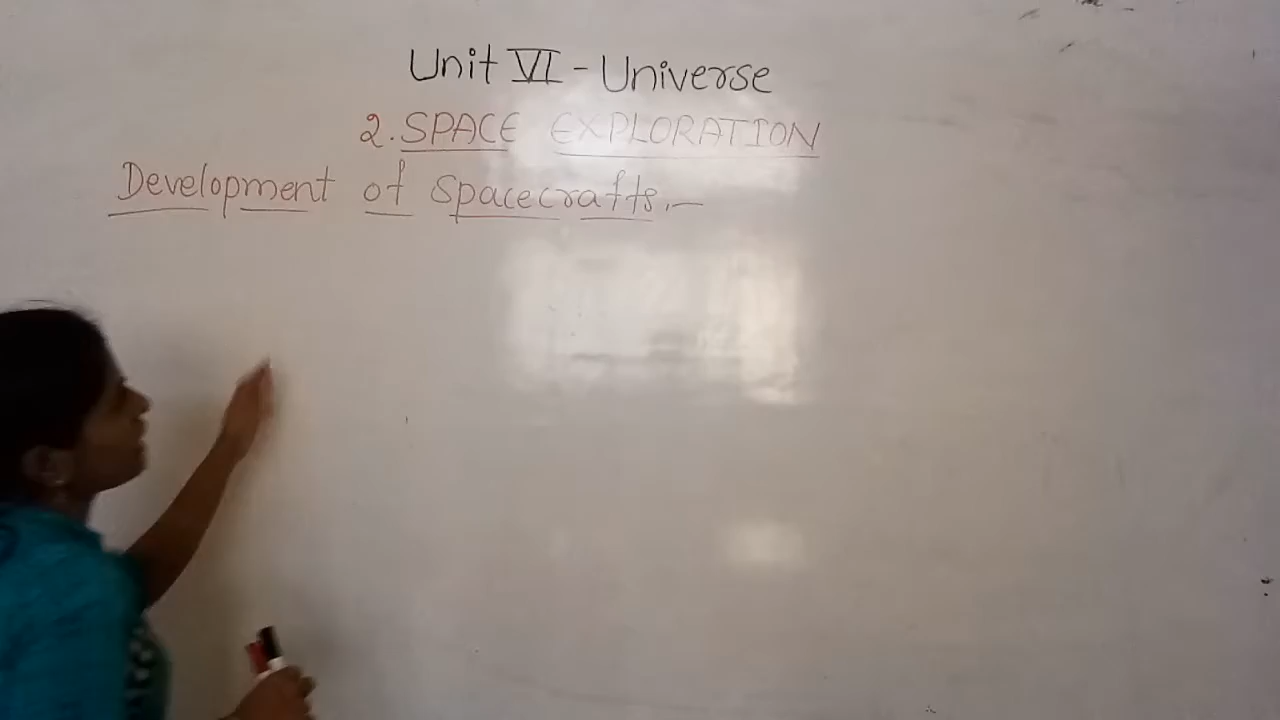 Unit VI - Universe
2. SPACE EXPLORATION
Development of Spacecrafts.-